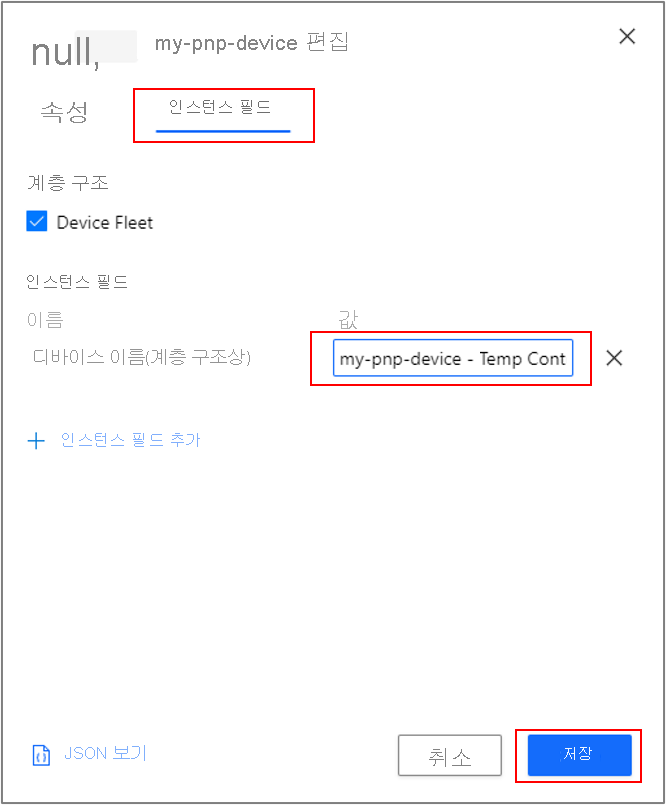 null, my-pnp-device 편집
속성 인스턴스 필드
계층 구조
Device Fleet
인스턴스 필드
이름 값
디바이스 이름(계층 구조상) my-pnp-device - Temp Cont
인스턴스 필드 추가
JSON 보기 취소 저장